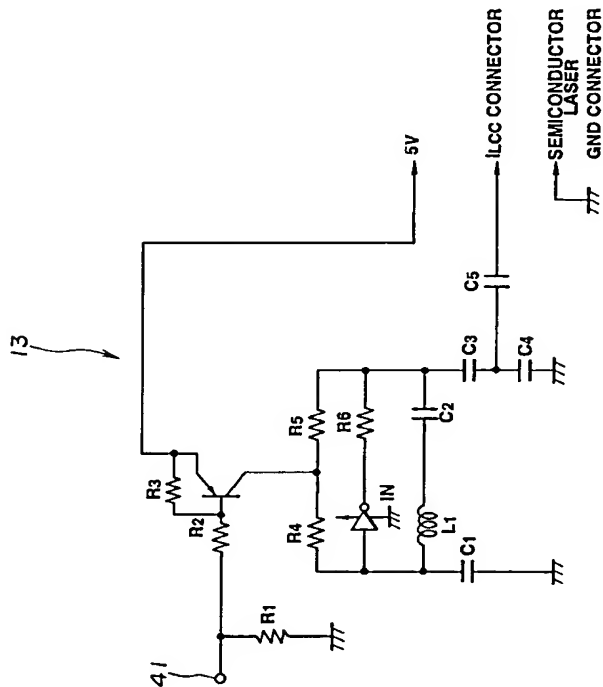 13
5V
ILCC CONNECTOR
SEMICONDUCTOR
LASER
GND CONNECTOR
41
R1
R2
R3
R4
R5
R6
IN
L1
C1
C2
C3
C4
C5